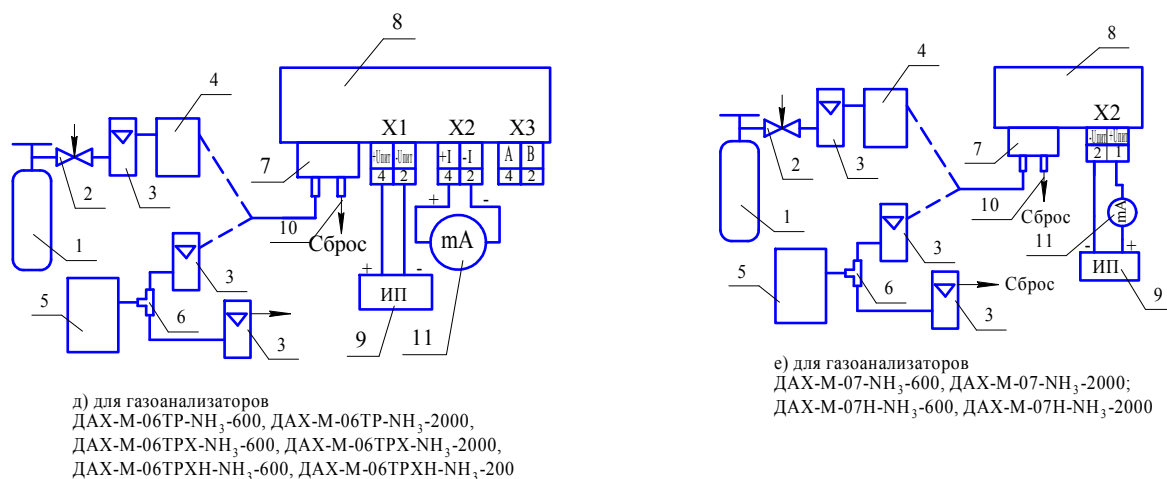 8
4
X1 X2 X3
+Uпит -Uпит +I -I A B
4 2 4 2 4 2
7
2
3
10
Сброс
+ -
mA
1
3
+ -
ИП
5
6
3
9
11
д) для газоанализаторов
ДАХ-М-06ТР-NH3-600, ДАХ-М-06ТР-NH3-2000,
ДАХ-М-06ТРХ-NH3-600, ДАХ-М-06ТРХ-NH3-2000,
ДАХ-М-06ТРХН-NH3-600, ДАХ-М-06ТРХН-NH3-200
8
4
X2
-Uпит +Uпит
2 1
7
2
3
10
Сброс
mA
11
1
3
- +
ИП
5
6
Сброс
9
3
е) для газоанализаторов
ДАХ-М-07-NH3-600, ДАХ-М-07-NH3-2000;
ДАХ-М-07Н-NH3-600, ДАХ-М-07Н-NH3-2000